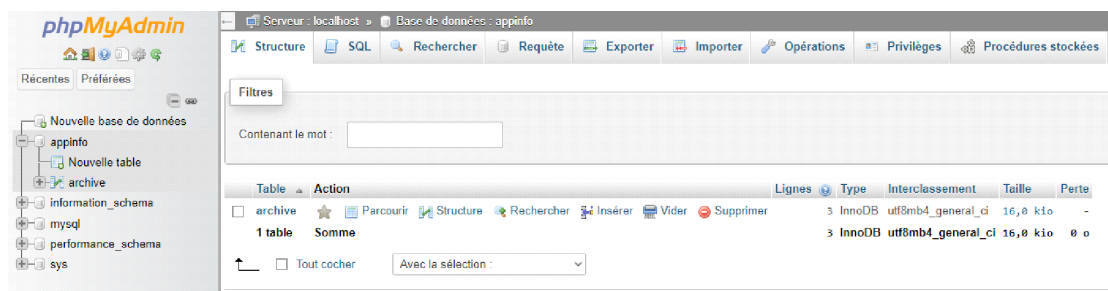 phpMyAdmin
Récentes Préférées
Nouvelle base de données
appinfo
Nouvelle table
archive
information_schema
mysql
performance_schema
sys
Serveur : localhost » Base de données : appinfo
Structure SQL Rechercher Requête Exporter Importer Opérations Privilèges Procédures stockées
Filtres
Contenant le mot :
Table Action Lignes Type Interclassement Taille Perte
archive Parcourir Structure Rechercher Insérer Vider Supprimer 3 InnoDB utf8mb4_general_ci 16,0 kio -
1 table Somme 3 InnoDB utf8mb4_general_ci 16,0 kio 0 o
Tout cocher Avec la sélection :